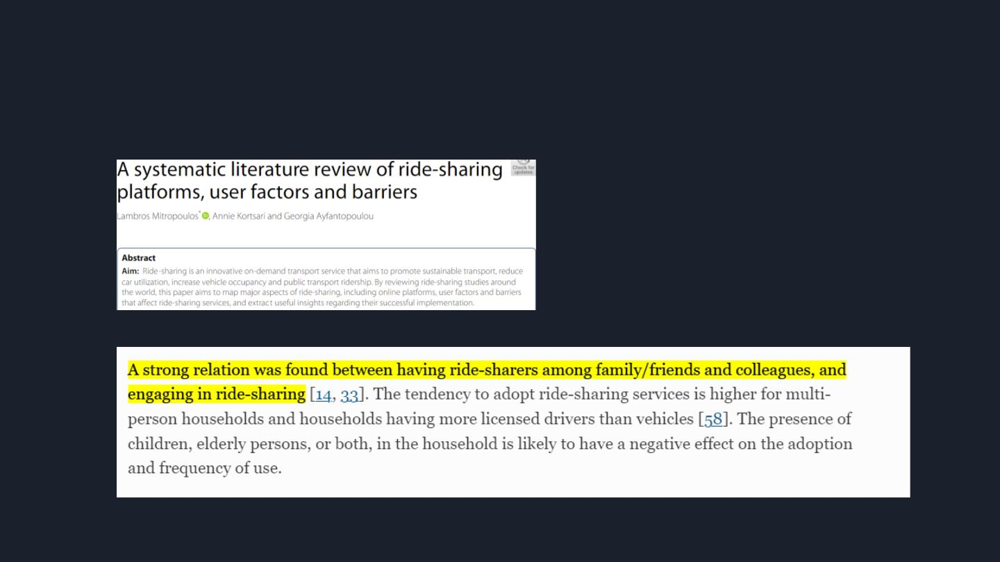 A systematic literature review of ride-sharing
platforms, user factors and barriers
Check for
updates
Lambros Mitropoulos*, Annie Kortsari and Georgia Ayfantopoulou
Abstract
Aim: Ride-sharing is an innovative on-demand transport service that aims to promote sustainable transport, reduce
car utilization, increase vehicle occupancy and public transport ridership. By reviewing ride-sharing studies around
the world, this paper aims to map major aspects of ride-sharing, including online platforms, user factors and barriers
that affect ride-sharing services, and extract useful insights regarding their successful implementation.
A strong relation was found between having ride-sharers among family/friends and colleagues, and
engaging in ride-sharing [14, 33]. The tendency to adopt ride-sharing services is higher for multi-
person households and households having more licensed drivers than vehicles [58]. The presence of
children, elderly persons, or both, in the household is likely to have a negative effect on the adoption
and frequency of use.